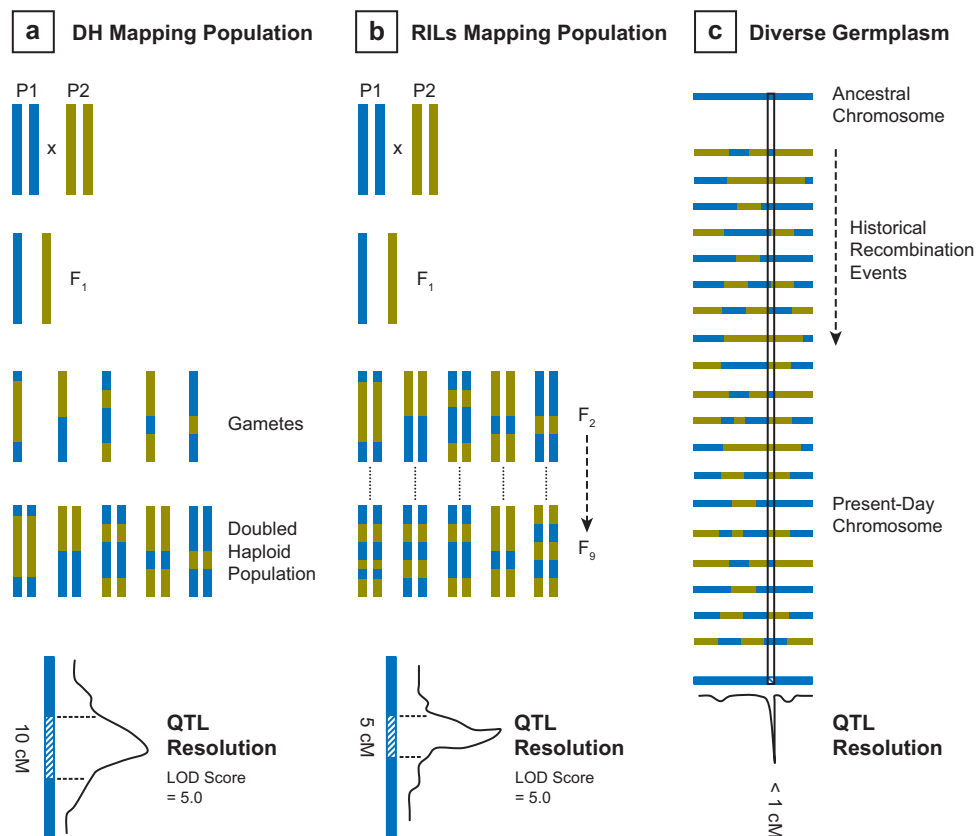 a DH Mapping Population
P1 P2
x
F1
Gametes
Doubled
Haploid
Population
10 cM
QTL
Resolution
LOD Score
= 5.0
b RILs Mapping Population
P1 P2
x
F1
F2
F9
5 cM
QTL
Resolution
LOD Score
= 5.0
c Diverse Germplasm
Ancestral
Chromosome
Historical
Recombination
Events
Present-Day
Chromosome
QTL
Resolution
< 1 cM